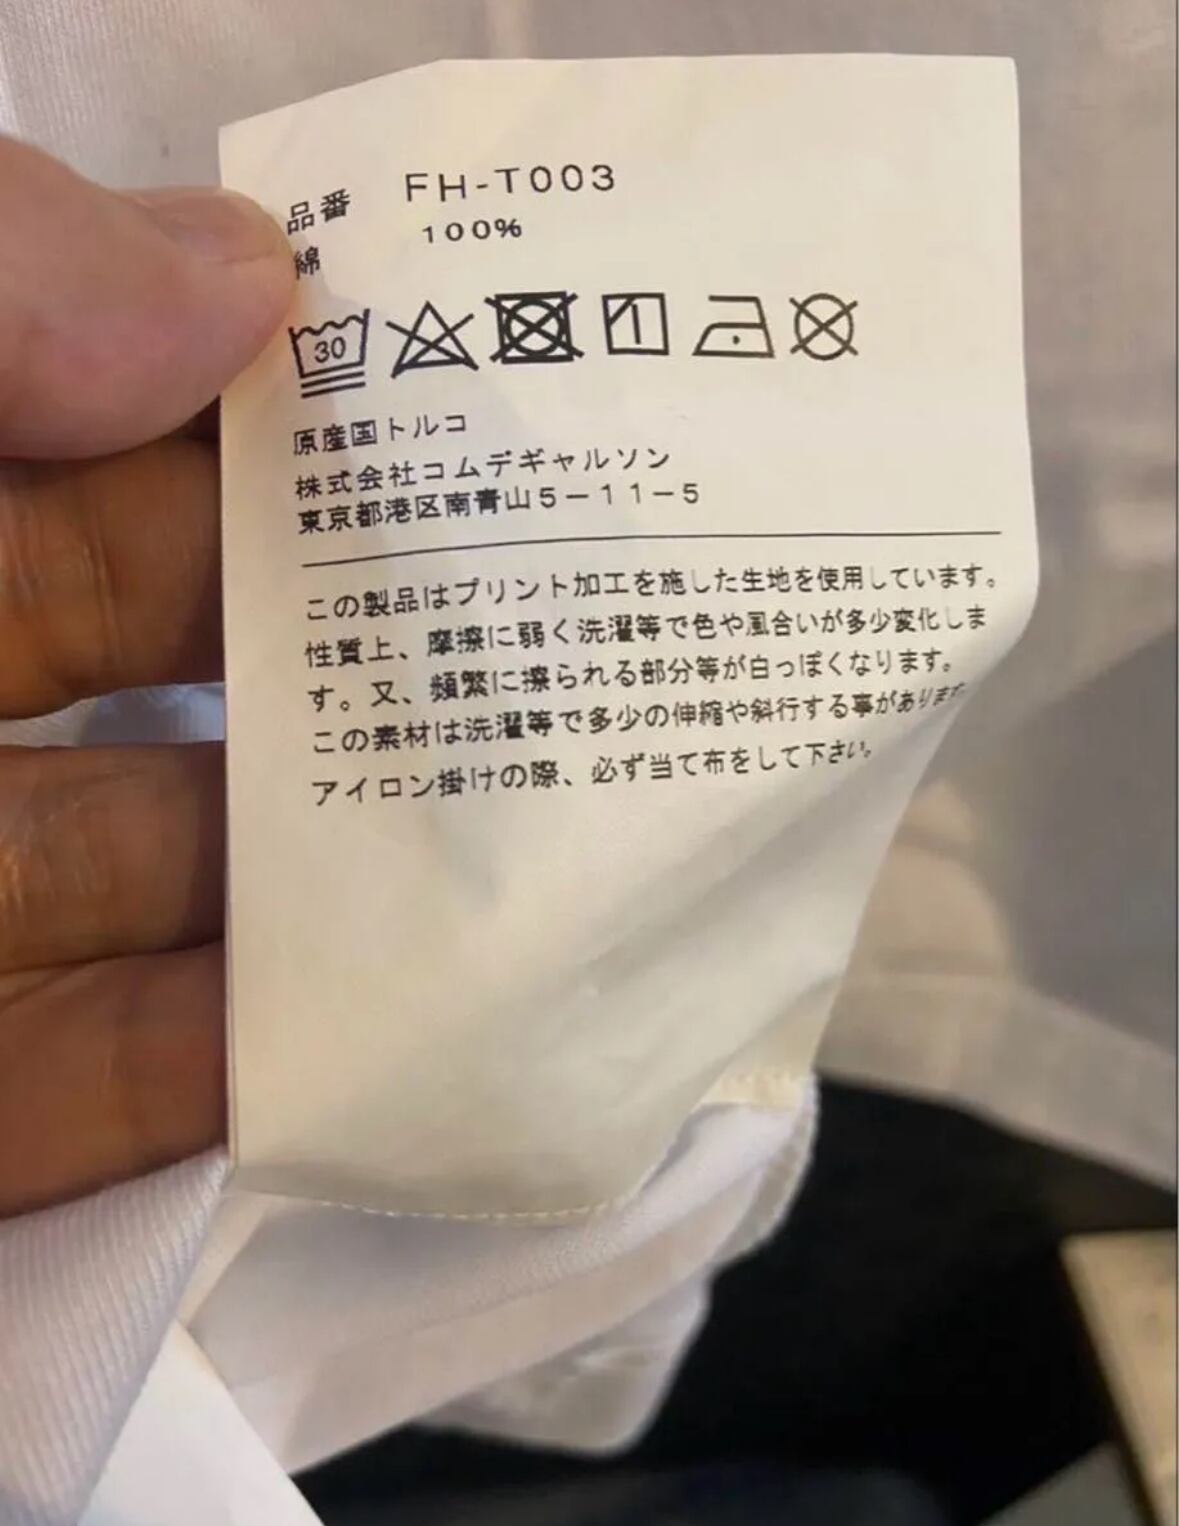 品番 FH-T003
綿 100%
30
原産国トルコ
株式会社コムデギャルソン
東京都港区南青山5-11-5
この製品はプリント加工を施した生地を使用しています。
性質上、摩擦に弱く洗濯等で色や風合いが多少変化しま
す。又、頻繁に擦られる部分等が白っぽくなります。
この素材は洗濯等で多少の伸縮や斜行する事があります
アイロン掛けの際、必ず当て布をして下さい。